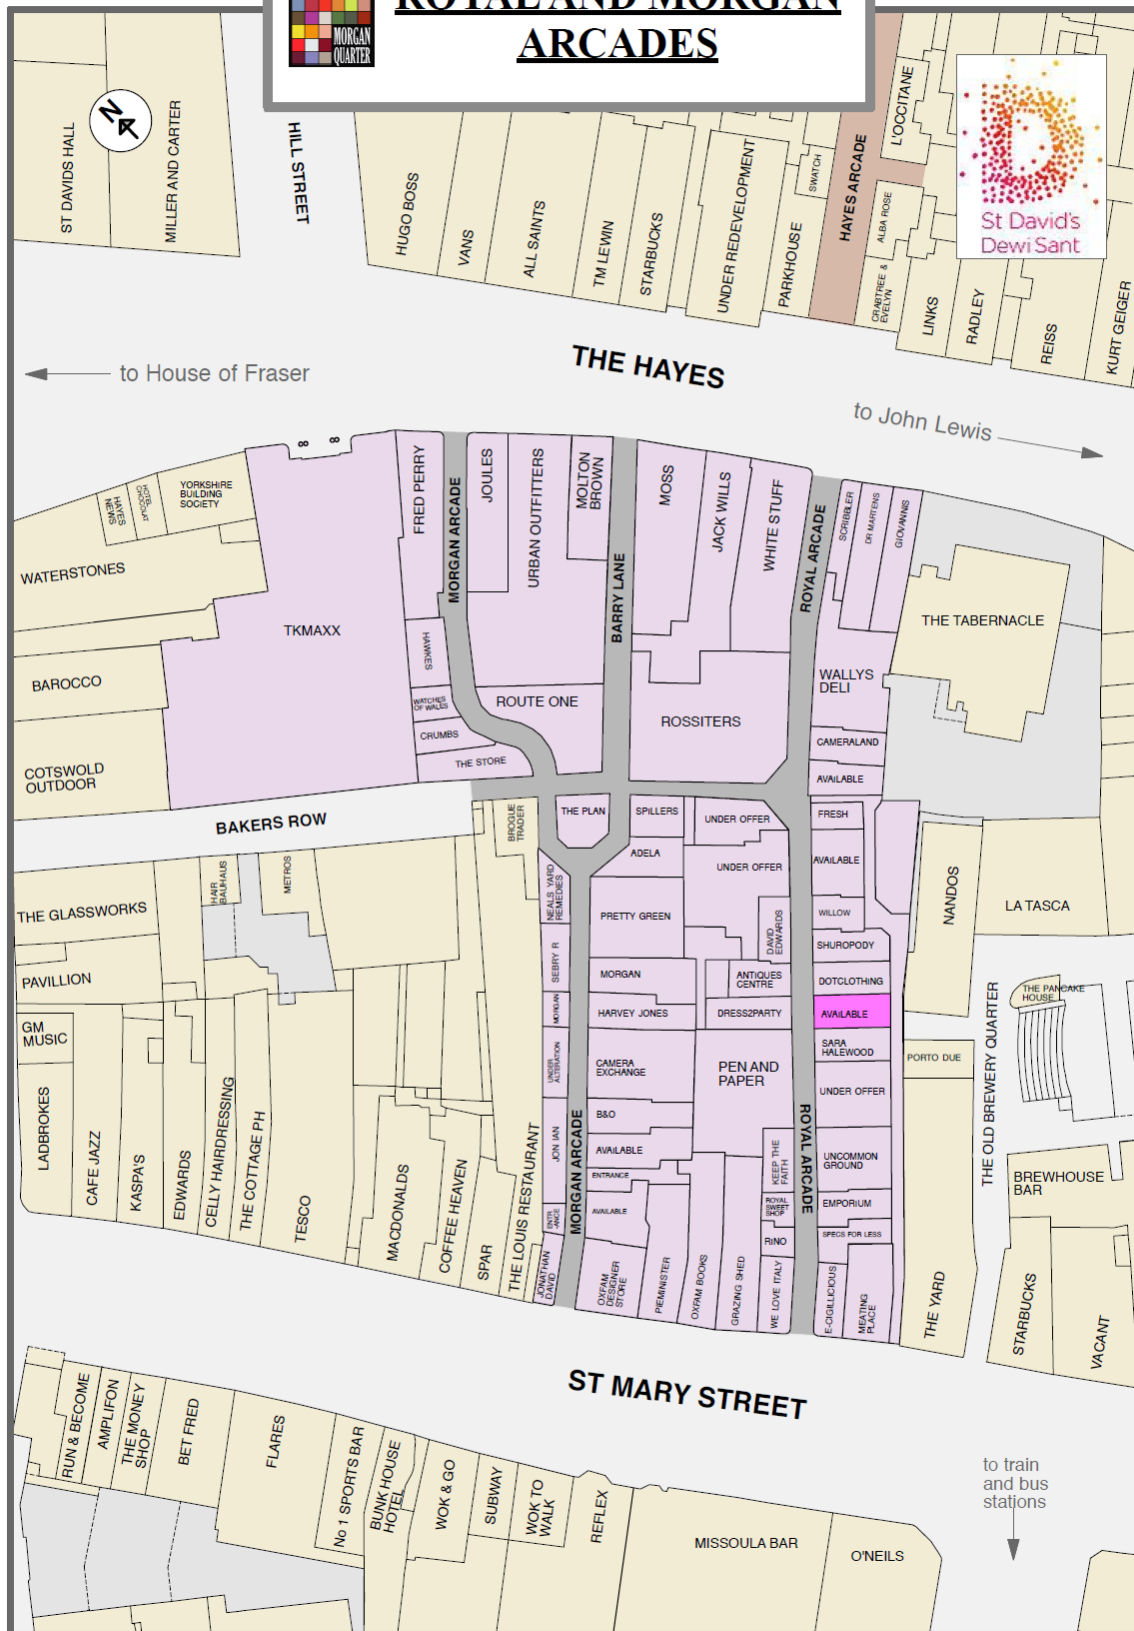 ROYAL AND MORGAN
ARCADES
MORGAN
QUARTER
N
ST DAVIDS HALL
MILLER AND CARTER
HILL STREET
HUGO BOSS
VANS
ALL SAINTS
TM LEWIN
STARBUCKS
UNDER REDEVELOPMENT
PARKHOUSE
SWATCH
HAYES ARCADE
L'OCCITANE
ALBA ROSE
CRABTREE &
EVELYN
LINKS
RADLEY
REISS
KURT GEIGER
St David's
Dewi Sant
to House of Fraser
THE HAYES
to John Lewis
HAYES
NEWS
HOTEL
CHOCOLAT
YORKSHIRE
BUILDING
SOCIETY
WATERSTONES
BAROCCO
COTSWOLD
OUTDOOR
TKMAXX
FRED PERRY
MORGAN ARCADE
JOULES
URBAN OUTFITTERS
MOLTON
BROWN
BARRY LANE
MOSS
JACK WILLS
WHITE STUFF
ROYAL ARCADE
SCRIBBLER
DR MARTENS
GIOVANNIS
THE TABERNACLE
HAWKES
WATCHES
OF WALES
CRUMBS
THE STORE
ROUTE ONE
ROSSITERS
WALLYS
DELI
CAMERALAND
AVAILABLE
BAKERS ROW
BROGUE
TRADER
THE PLAN
SPILLERS
UNDER OFFER
FRESH
ADELA
UNDER OFFER
AVAILABLE
HAIR
BAUHAUS
METROS
NEALS YARD
REMEDIES
PRETTY GREEN
DAVID
EDWARDS
WILLOW
SHUROPODY
NANDOS
LA TASCA
THE GLASSWORKS
PAVILLION
SEBRY R
MORGAN
ANTIQUES
CENTRE
DOTCLOTHING
THE PANCAKE
HOUSE
GM
MUSIC
MORGAN
HARVEY JONES
DRESS2PARTY
AVAILABLE
SARA
HALEWOOD
PORTO DUE
THE OLD BREWERY QUARTER
UNDER
ALTERATION
CAMERA
EXCHANGE
PEN AND
PAPER
UNDER OFFER
LADBROKES
CAFE JAZZ
KASPA'S
EDWARDS
CELLY HAIRDRESSING
THE COTTAGE PH
TESCO
MACDONALDS
COFFEE HEAVEN
SPAR
THE LOUIS RESTAURANT
JON IAN
MORGAN ARCADE
B&O
AVAILABLE
ENTRANCE
AVAILABLE
KEEP THE
FAITH
ROYAL ARCADE
UNCOMMON
GROUND
BREWHOUSE
BAR
ENTR
-ANCE
ROYAL
SWEET
SHOP
EMPORIUM
RINO
SPECS FOR LESS
JONATHAN
DAVID
OXFAM
DESIGNER
STORE
PIEMINISTER
OXFAM BOOKS
GRAZING SHED
WE LOVE ITALY
E-CIGILLICIOUS
MEATING
PLACE
THE YARD
STARBUCKS
VACANT
ST MARY STREET
RUN & BECOME
AMPLIFON
THE MONEY
SHOP
BET FRED
FLARES
No 1 SPORTS BAR
BUNK HOUSE
HOTEL
WOK & GO
SUBWAY
WOK TO
WALK
REFLEX
MISSOULA BAR
O'NEILS
to train
and bus
stations